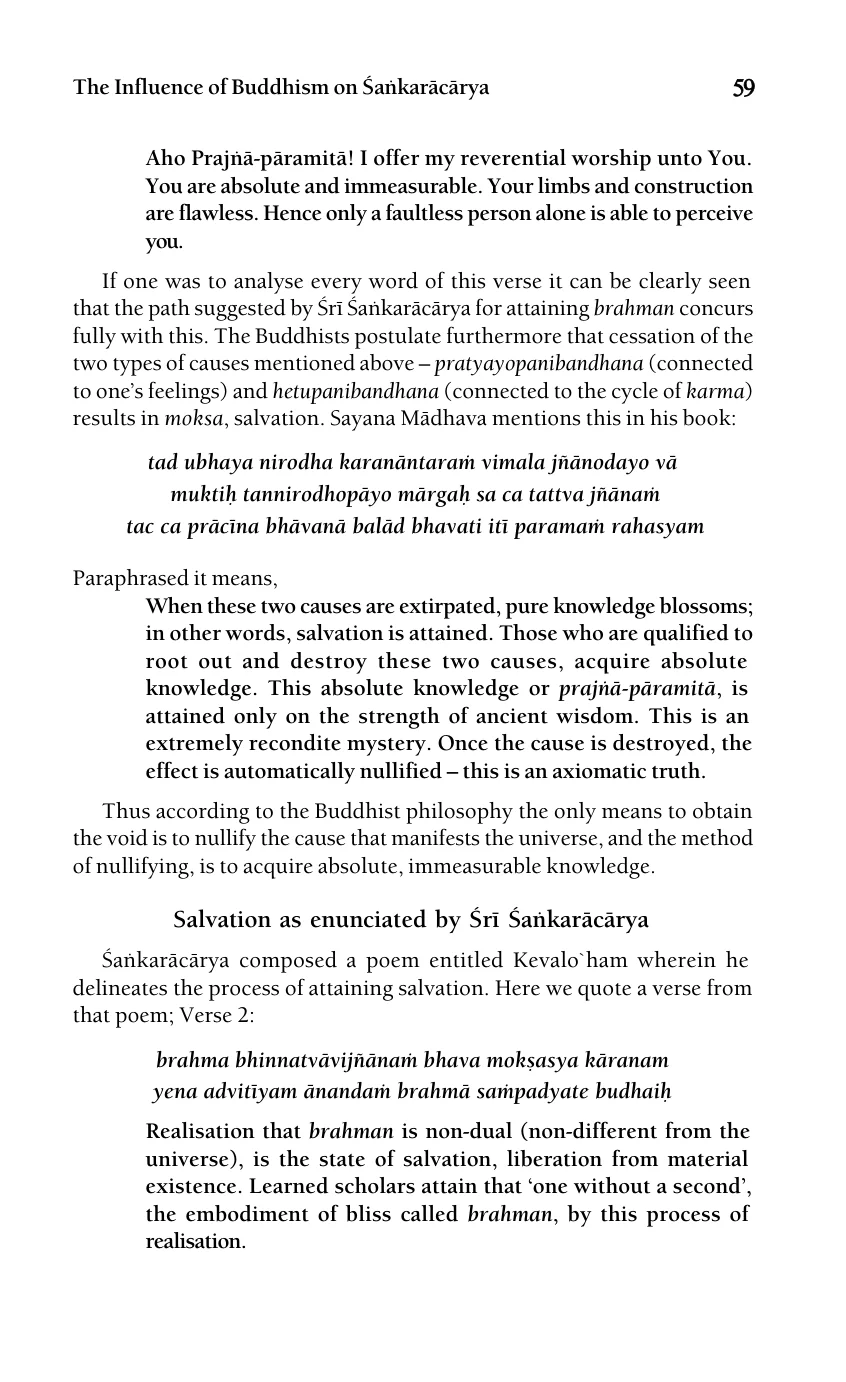 The Influence of Buddhism on Śaṅkarācārya 59
Aho Prajṅā-pāramitā! I offer my reverential worship unto You.
You are absolute and immeasurable. Your limbs and construction
are flawless. Hence only a faultless person alone is able to perceive
you.
If one was to analyse every word of this verse it can be clearly seen
that the path suggested by Śrī Śaṅkarācārya for attaining brahman concurs
fully with this. The Buddhists postulate furthermore that cessation of the
two types of causes mentioned above – pratyayopanibandhana (connected
to one’s feelings) and hetupanibandhana (connected to the cycle of karma)
results in moksa, salvation. Sayana Mādhava mentions this in his book:
tad ubhaya nirodha karanāntaraṁ vimala jñānodayo vā
muktiḥ tannirodhopāyo mārgaḥ sa ca tattva jñānaṁ
tac ca prācīna bhāvanā balād bhavati itī paramaṁ rahasyam
Paraphrased it means,
When these two causes are extirpated, pure knowledge blossoms;
in other words, salvation is attained. Those who are qualified to
root out and destroy these two causes, acquire absolute
knowledge. This absolute knowledge or prajṅā-pāramitā, is
attained only on the strength of ancient wisdom. This is an
extremely recondite mystery. Once the cause is destroyed, the
effect is automatically nullified – this is an axiomatic truth.
Thus according to the Buddhist philosophy the only means to obtain
the void is to nullify the cause that manifests the universe, and the method
of nullifying, is to acquire absolute, immeasurable knowledge.
Salvation as enunciated by Śrī Śaṅkarācārya
Śaṅkarācārya composed a poem entitled Kevalo`ham wherein he
delineates the process of attaining salvation. Here we quote a verse from
that poem; Verse 2:
brahma bhinnatvāvijñānaṁ bhava mokṣasya kāranam
yena advitīyam ānandaṁ brahmā saṁpadyate budhaiḥ
Realisation that brahman is non-dual (non-different from the
universe), is the state of salvation, liberation from material
existence. Learned scholars attain that ‘one without a second’,
the embodiment of bliss called brahman, by this process of
realisation.